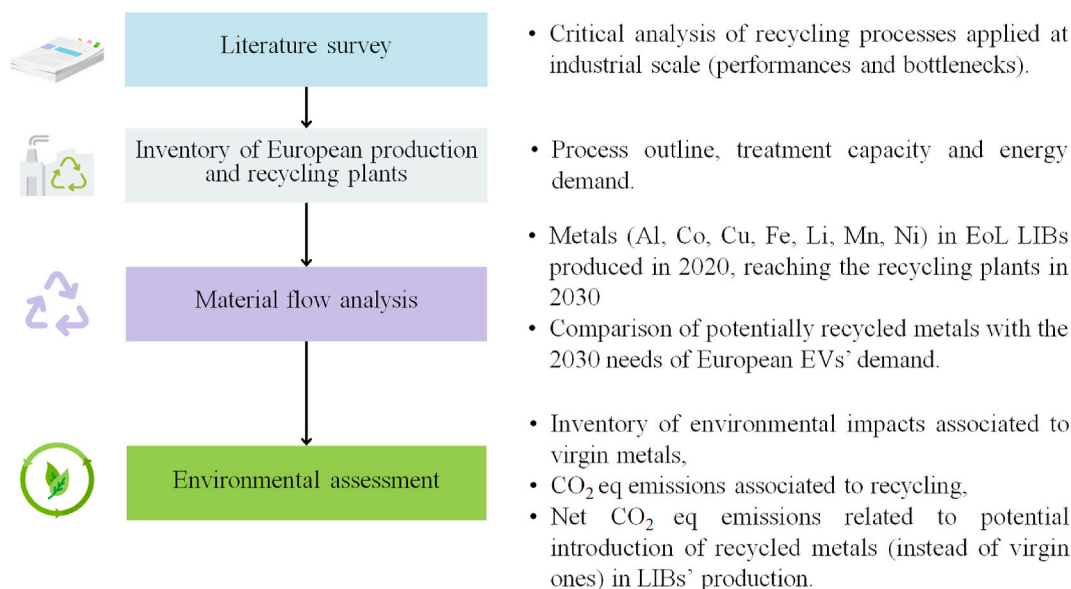 Literature survey
• Critical analysis of recycling processes applied at
industrial scale (performances and bottlenecks).
Inventory of European production
and recycling plants
• Process outline, treatment capacity and energy
demand.
Material flow analysis
• Metals (Al, Co, Cu, Fe, Li, Mn, Ni) in EoL LIBs
produced in 2020, reaching the recycling plants in
2030
• Comparison of potentially recycled metals with the
2030 needs of European EVs’ demand.
Environmental assessment
• Inventory of environmental impacts associated to
virgin metals,
• CO₂ eq emissions associated to recycling,
• Net CO₂ eq emissions related to potential
introduction of recycled metals (instead of virgin
ones) in LIBs’ production.